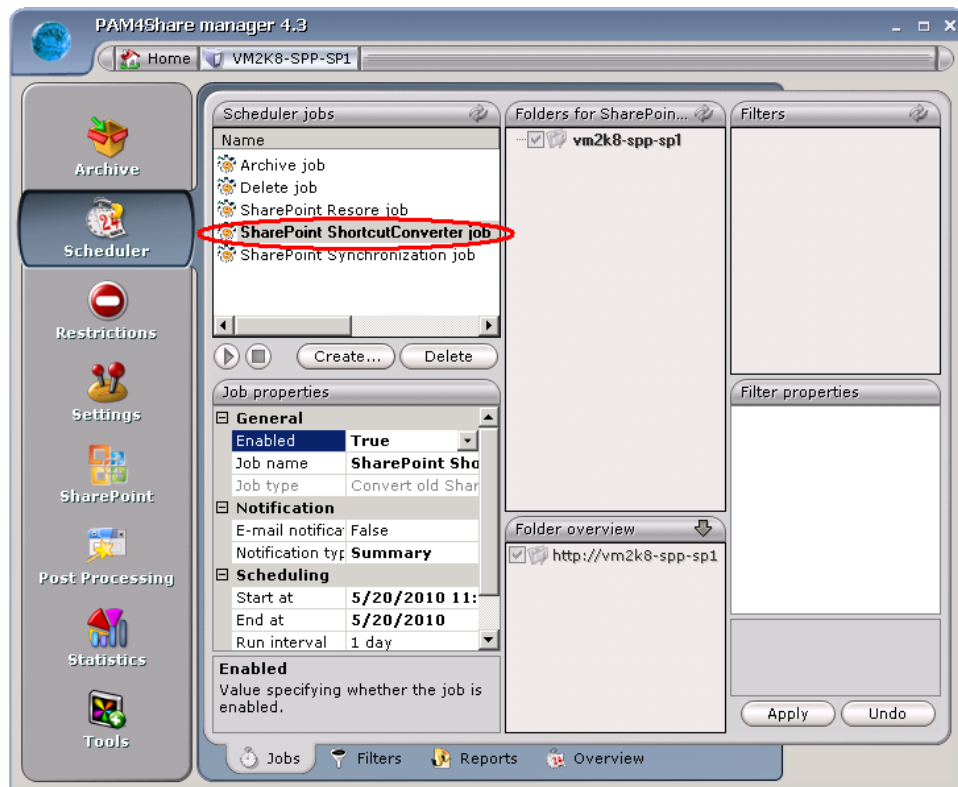 PAM4Share manager 4.3
Home
VM2K8-SPP-SP1
Archive
Scheduler
Restrictions
Settings
SharePoint
Post Processing
Statistics
Tools
Scheduler jobs
Name
Archive job
Delete job
SharePoint Resore job
SharePoint ShortcutConverter job
SharePoint Synchronization job
Create...
Delete
Job properties
General
Enabled True
Job name SharePoint Sho
Job type Convert old Shar
Notification
E-mail notifica False
Notification typ Summary
Scheduling
Start at 5/20/2010 11:
End at 5/20/2010
Run interval 1 day
Enabled
Value specifying whether the job is
enabled.
Folders for SharePoin...
vm2k8-spp-sp1
Folder overview
http://vm2k8-spp-sp1
Filters
Filter properties
Apply
Undo
Jobs
Filters
Reports
Overview